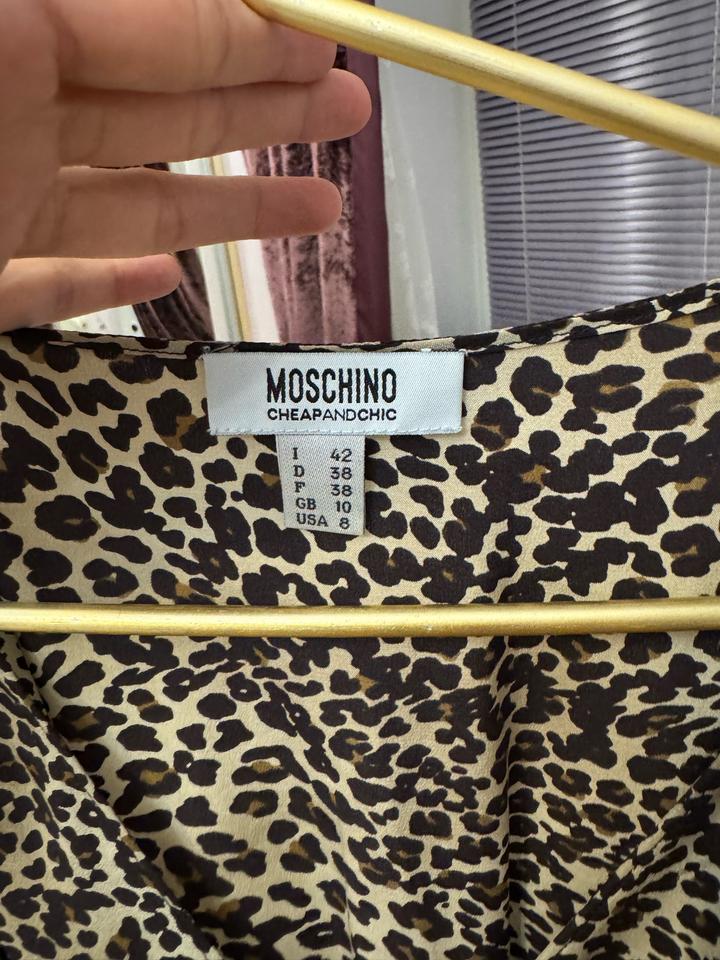 MOSCHINO
CHEAPANDCHIC
I 42
D 38
F 38
GB 10
USA 8